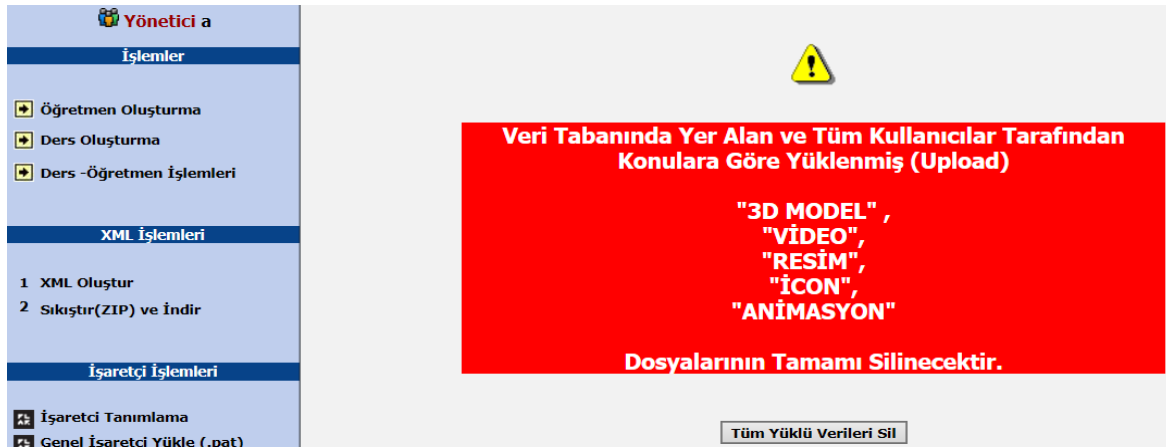 Yönetici a
İşlemler
Öğretmen Oluşturma
Ders Oluşturma
Ders -Öğretmen İşlemleri
XML İşlemleri
1 XML Oluştur
2 Sıkıştır(ZIP) ve İndir
İşaretçi İşlemleri
İşaretci Tanımlama
Genel İşaretci Yükle (.pat)
Veri Tabanında Yer Alan ve Tüm Kullanıcılar Tarafından
Konulara Göre Yüklenmiş (Upload)
"3D MODEL" ,
"VİDEO",
"RESİM",
"İCON",
"ANİMASYON"
Dosyalarının Tamamı Silinecektir.
Tüm Yüklü Verileri Sil